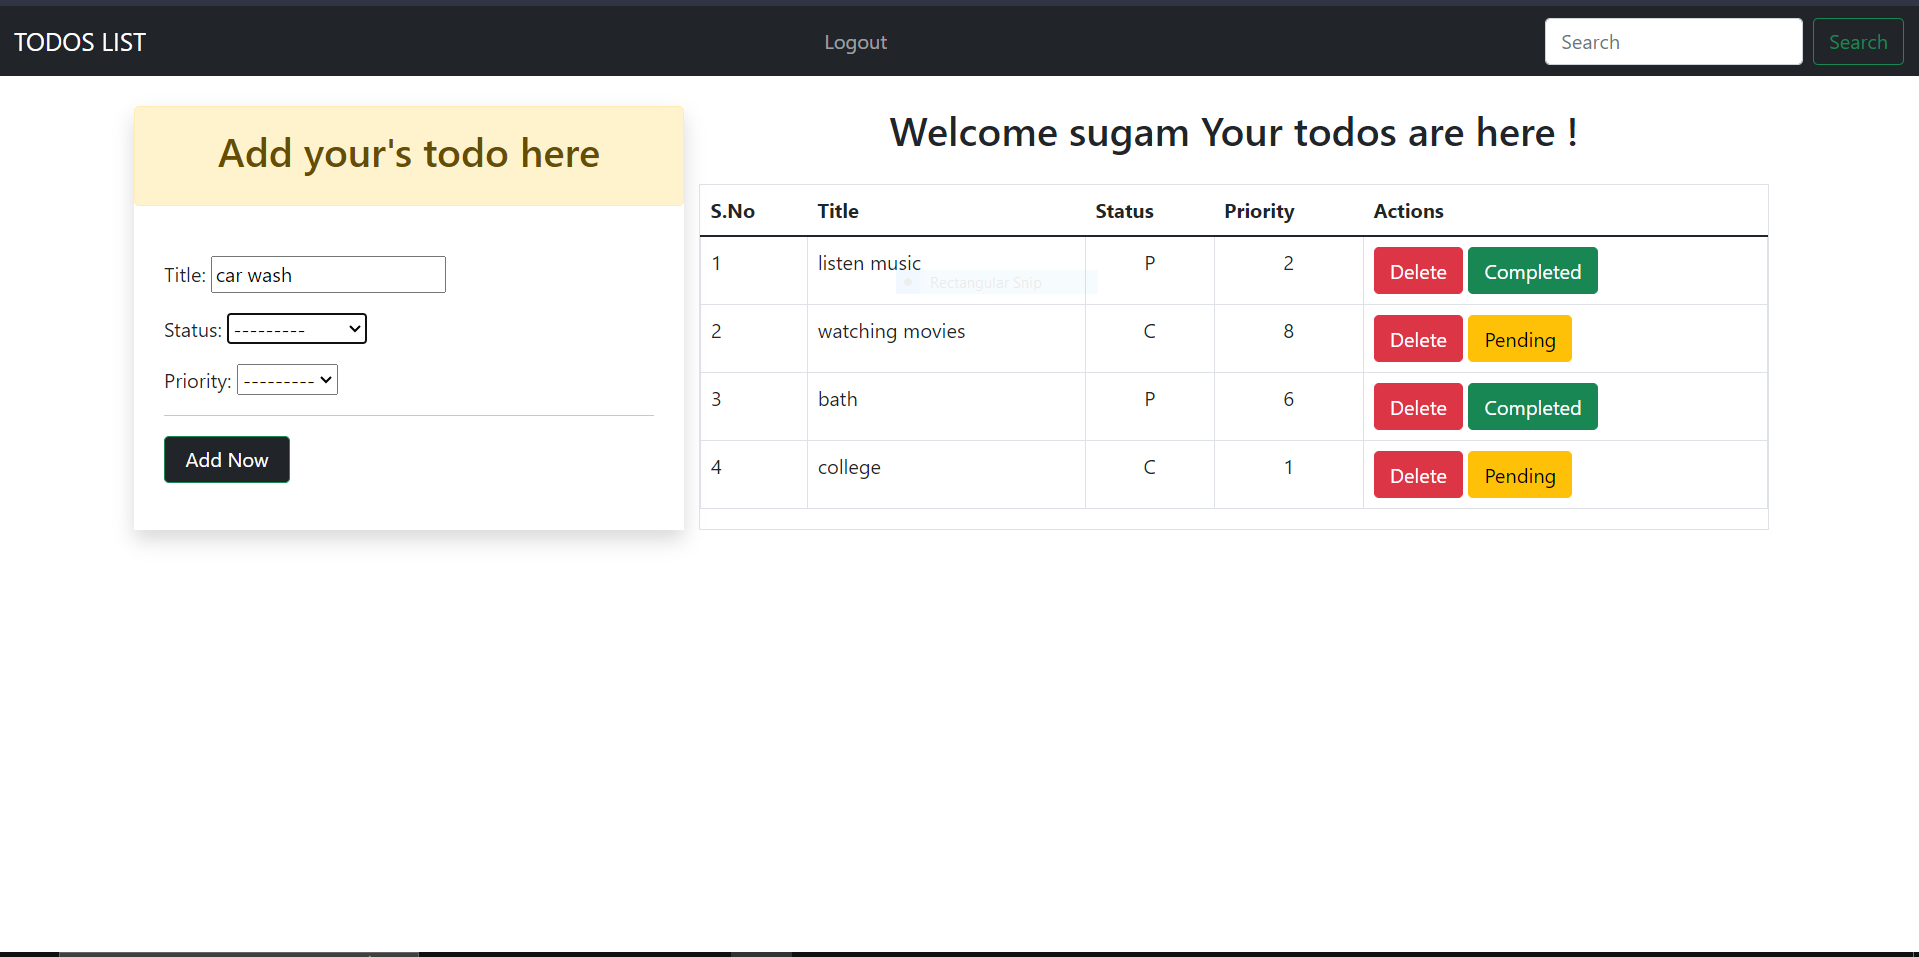 TODOS LIST
Logout
Search
Search
Add your's todo here
Title: car wash
Status: ---------
Priority: ---------
Add Now
Welcome sugam Your todos are here !
S.No Title Status Priority Actions
1 listen music P 2 Delete Completed
Rectangular Snip
2 watching movies C 8 Delete Pending
3 bath P 6 Delete Completed
4 college C 1 Delete Pending